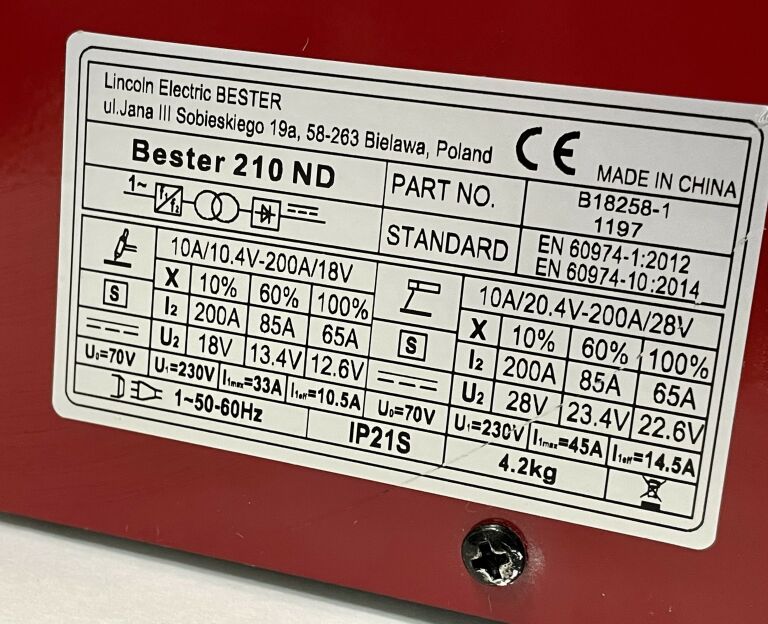 Lincoln Electric BESTER
ul.Jana III Sobieskiego 19a, 58-263 Bielawa, Poland
CE
MADE IN CHINA
Bester 210 ND
PART NO.
B18258-1
1197
1~
f₁
f₂
STANDARD
EN 60974-1:2012
EN 60974-10:2014
10A/10.4V-200A/18V
X 10% 60% 100%
S
I₂ 200A 85A 65A
U₂ 18V 13.4V 12.6V
U₀=70V U₁=230V I₁max=33A I₁eff=10.5A
10A/20.4V-200A/28V
X 10% 60% 100%
S
I₂ 200A 85A 65A
U₂ 28V 23.4V 22.6V
U₀=70V U₁=230V I₁max=45A I₁eff=14.5A
1~50-60Hz
IP21S
4.2kg